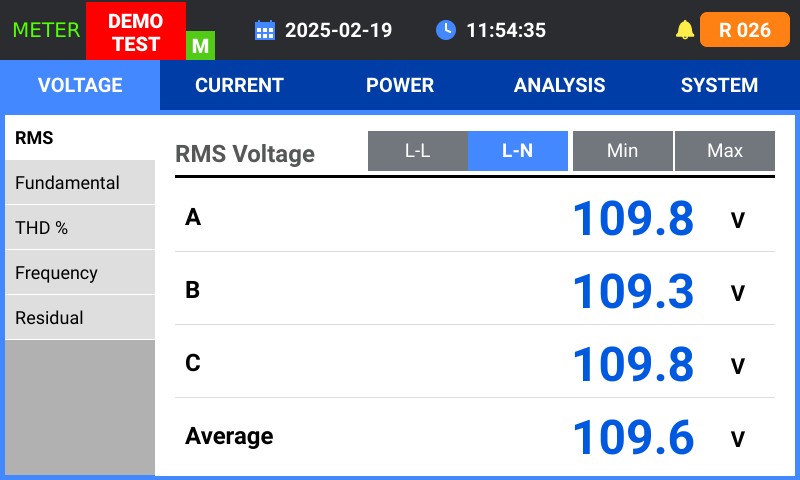 METER
DEMO
TEST
M
2025-02-19
11:54:35
R 026
VOLTAGE CURRENT POWER ANALYSIS SYSTEM
RMS
Fundamental
THD %
Frequency
Residual
RMS Voltage L-L L-N Min Max
A 109.8 V
B 109.3 V
C 109.8 V
Average 109.6 V